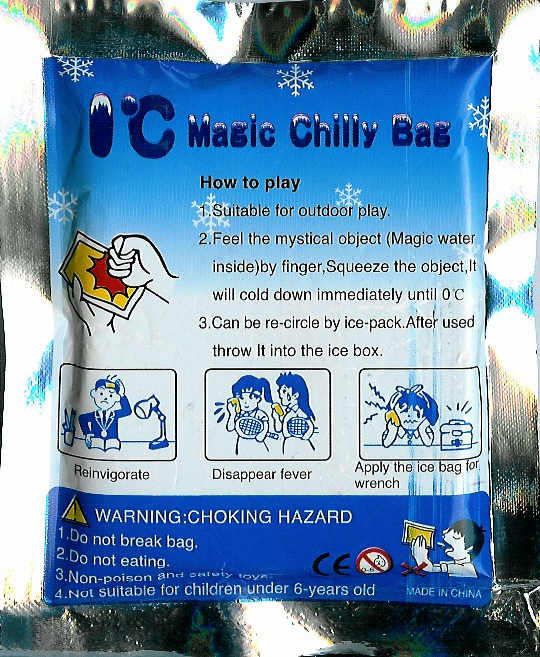 1℃ Magic Chilly Bag
How to play
1.Suitable for outdoor play.
2.Feel the mystical object (Magic water
inside)by finger,Squeeze the object,It
will cold down immediately until 0℃
3.Can be re-circle by ice-pack.After used
throw It into the ice box.
Reinvigorate
Disappear fever
Apply the ice bag for
wrench
WARNING:CHOKING HAZARD
1.Do not break bag.
2.Do not eating.
3.Non-poison and safety toys.
4.Not suitable for children under 6-years old
CE
MADE IN CHINA